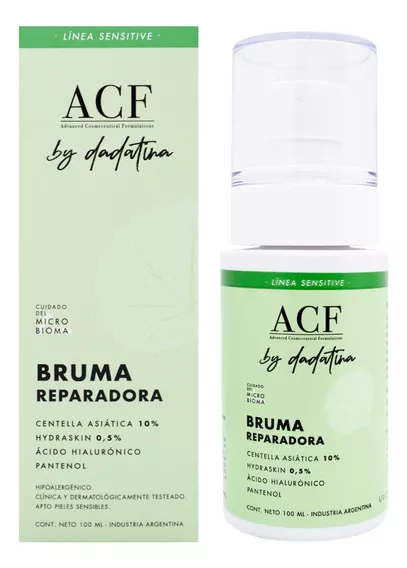 · LÍNEA SENSITIVE ·
ACF
Advanced Cosmeceutical Formulations
by dadatina
CUIDADO
DEL
MICRO
BIOMA
BRUMA
REPARADORA
CENTELLA ASIÁTICA 10%
HYDRASKIN 0,5%
ÁCIDO HIALURÓNICO
PANTENOL
HIPOALERGÉNICO.
CLÍNICA Y DERMATOLÓGICAMENTE TESTEADO.
APTO PIELES SENSIBLES.
CONT. NETO 100 ML - INDUSTRIA ARGENTINA
· LÍNEA SENSITIVE ·
ACF
Advanced Cosmeceutical Formulations
by dadatina
CUIDADO
DEL
MICRO
BIOMA
BRUMA
REPARADORA
CENTELLA ASIÁTICA 10%
HYDRASKIN 0,5%
ÁCIDO HIALURÓNICO
PANTENOL
CONT. NETO 100 ML - INDUSTRIA ARGENTINA